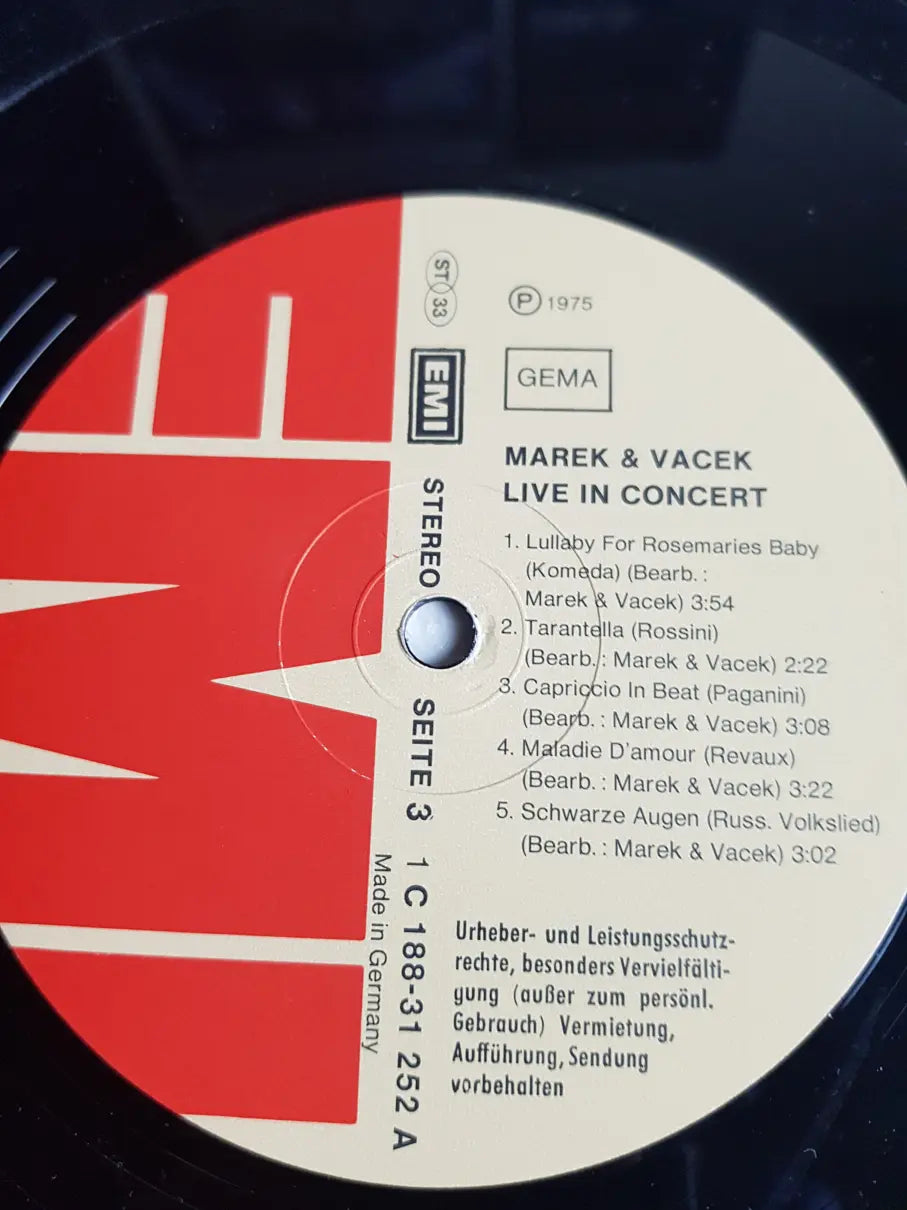 ST 33
EMI
STEREO
SEITE 3
1 C 188-31 252 A
Made in Germany
Ⓟ 1975
GEMA
MAREK & VACEK
LIVE IN CONCERT
1. Lullaby For Rosemaries Baby
(Komeda) (Bearb. :
Marek & Vacek) 3:54
2. Tarantella (Rossini)
(Bearb. : Marek & Vacek) 2:22
3. Capriccio In Beat (Paganini)
(Bearb. : Marek & Vacek) 3:08
4. Maladie D'amour (Revaux)
(Bearb. : Marek & Vacek) 3:22
5. Schwarze Augen (Russ. Volkslied)
(Bearb. : Marek & Vacek) 3:02
Urheber- und Leistungsschutz-
rechte, besonders Vervielfälti-
gung (außer zum persönl.
Gebrauch) Vermietung,
Aufführung, Sendung
vorbehalten